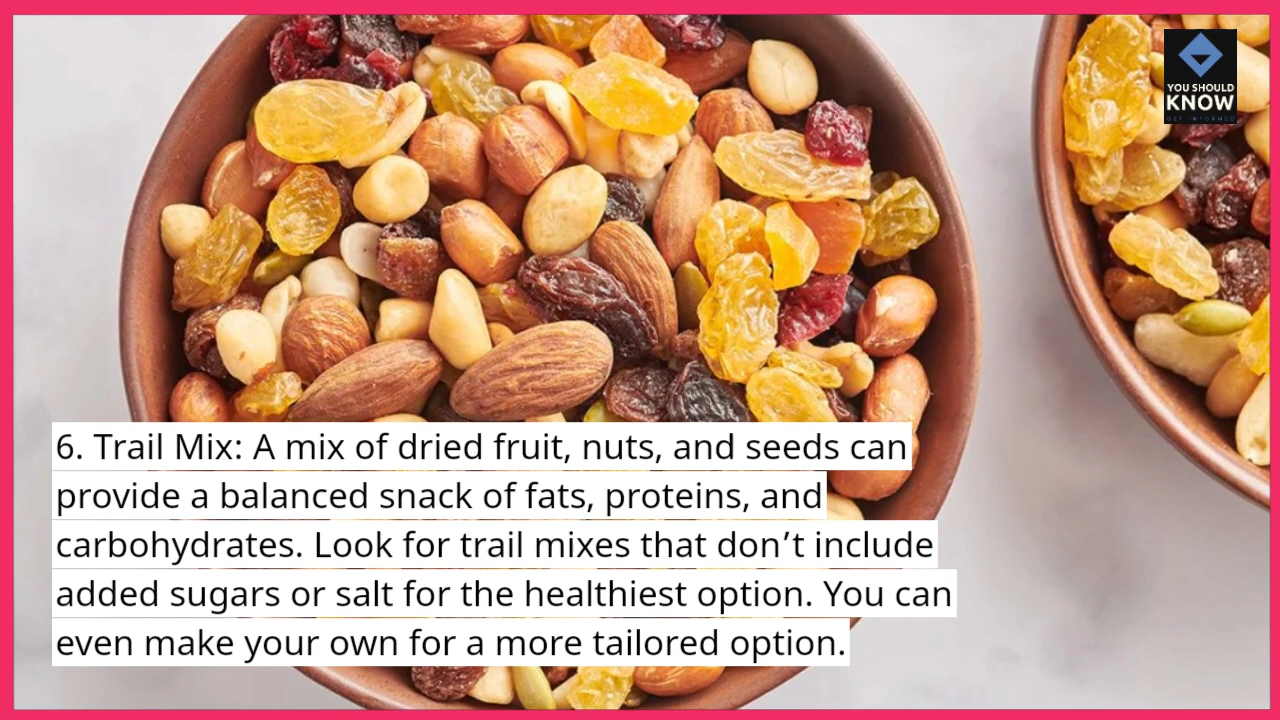 YOU SHOULD
KNOW
GET INFORMED
6. Trail Mix: A mix of dried fruit, nuts, and seeds can
provide a balanced snack of fats, proteins, and
carbohydrates. Look for trail mixes that don’t include
added sugars or salt for the healthiest option. You can
even make your own for a more tailored option.